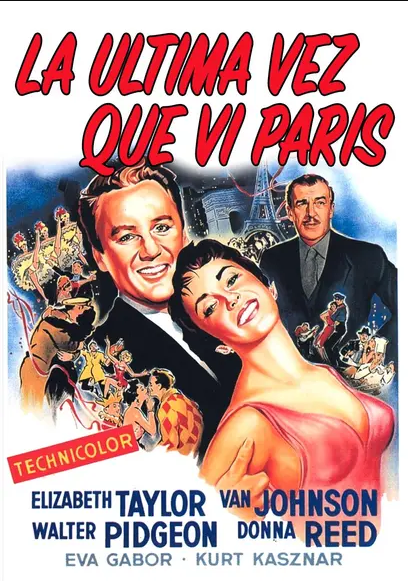 LA ULTIMA VEZ
QUE VI PARIS
TECHNICOLOR
ELIZABETH TAYLOR VAN JOHNSON
WALTER PIDGEON DONNA REED
EVA GABOR · KURT KASZNAR